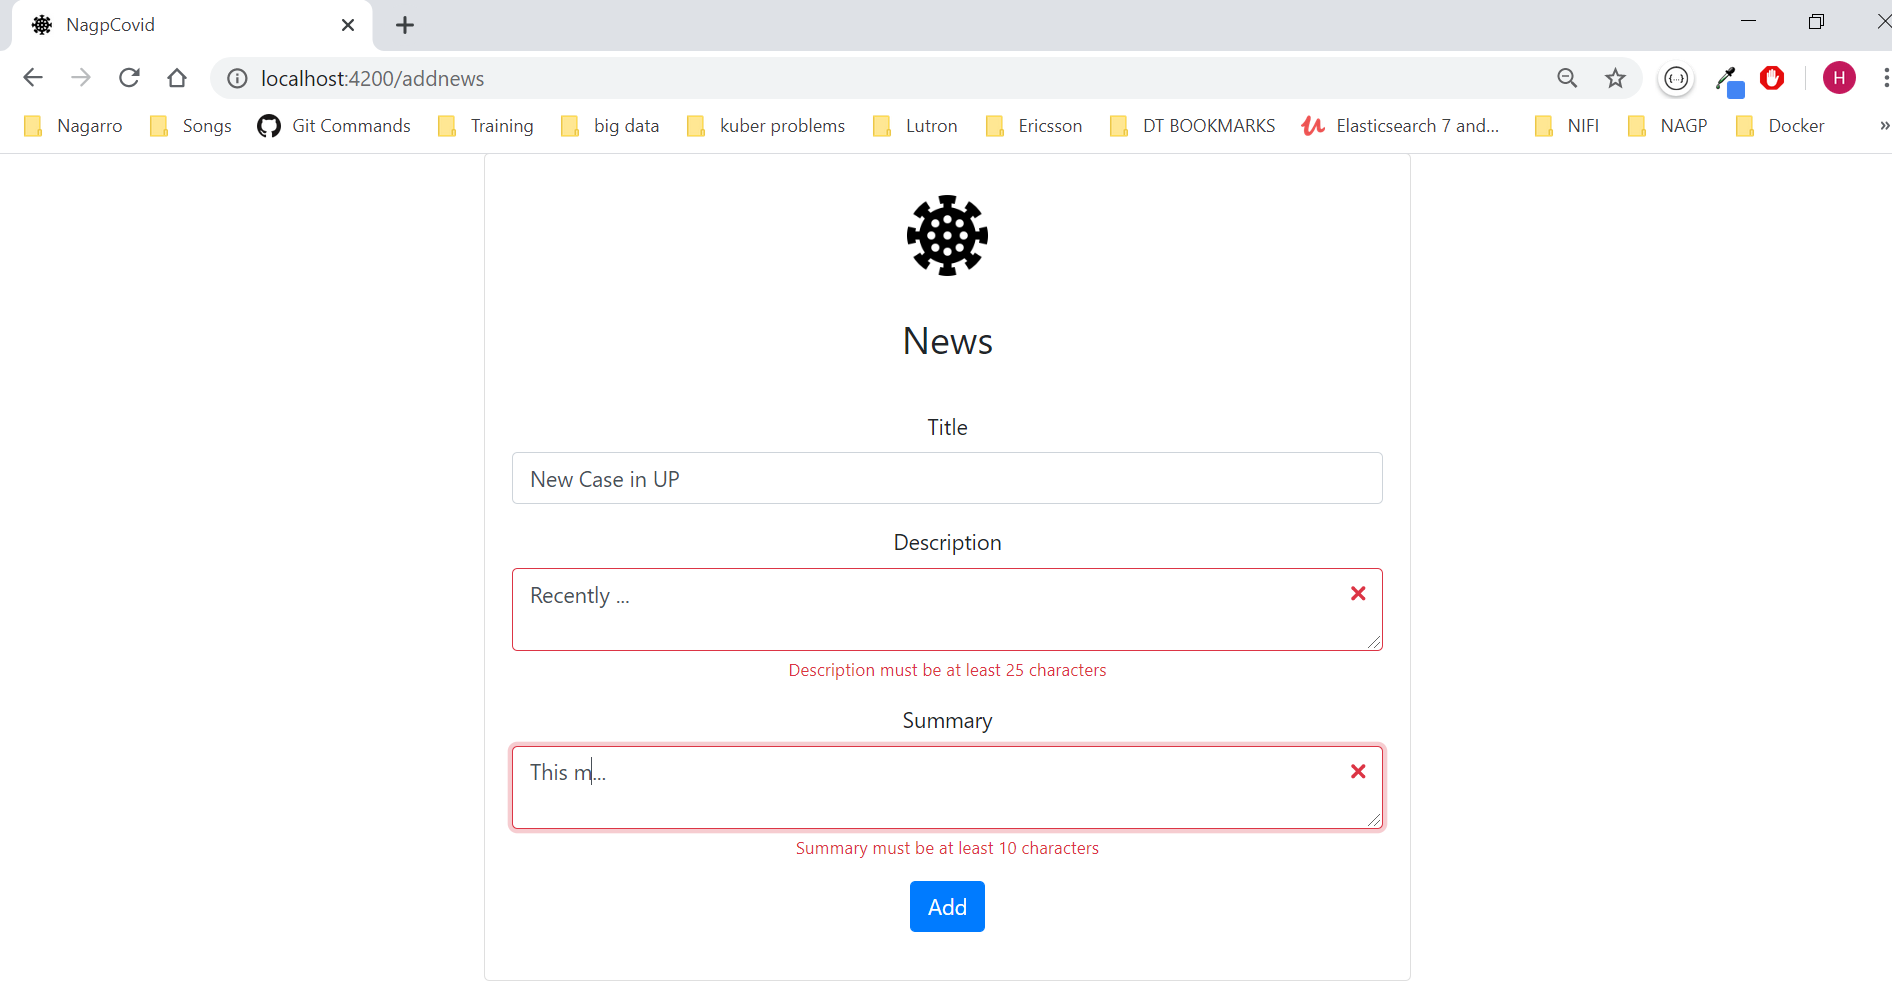 NagpCovid
localhost:4200/addnews
H
Nagarro Songs Git Commands Training big data kuber problems Lutron Ericsson DT BOOKMARKS Elasticsearch 7 and... NIFI NAGP Docker »
News
Title
New Case in UP
Description
Recently ...
Description must be at least 25 characters
Summary
This m...
Summary must be at least 10 characters
Add